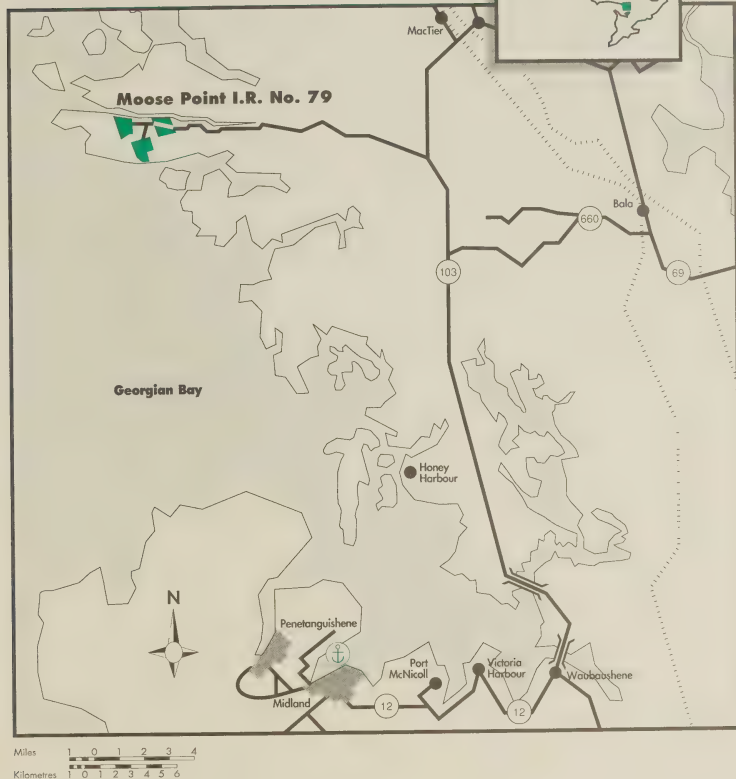 MacTier
Moose Point I.R. No. 79
Bala
660
103
69
Georgian Bay
Honey
Harbour
N
Penetanguishene
Port
McNicoll
Victoria
Harbour
Waubaushene
Midland
12
12
Miles 1 0 1 2 3 4
Kilometres 1 0 1 2 3 4 5 6